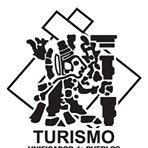 TURISMO
UNIFICADOR de PUEBLOS